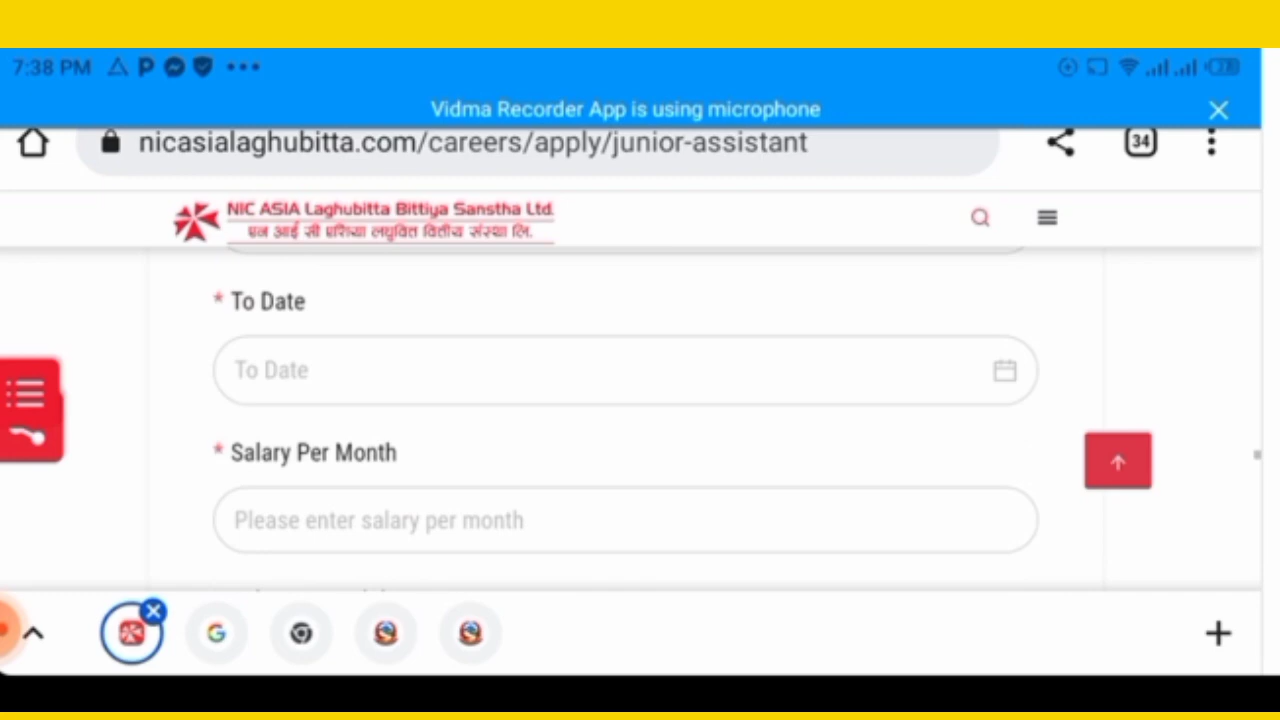 7:38 PM
Vidma Recorder App is using microphone
nicasialaghubitta.com/careers/apply/junior-assistant
34
NIC ASIA Laghubitta Bittiya Sanstha Ltd.
एन आई सी एशिया लघुवित्त वित्तीय संस्था लि.
* To Date
To Date
* Salary Per Month
Please enter salary per month